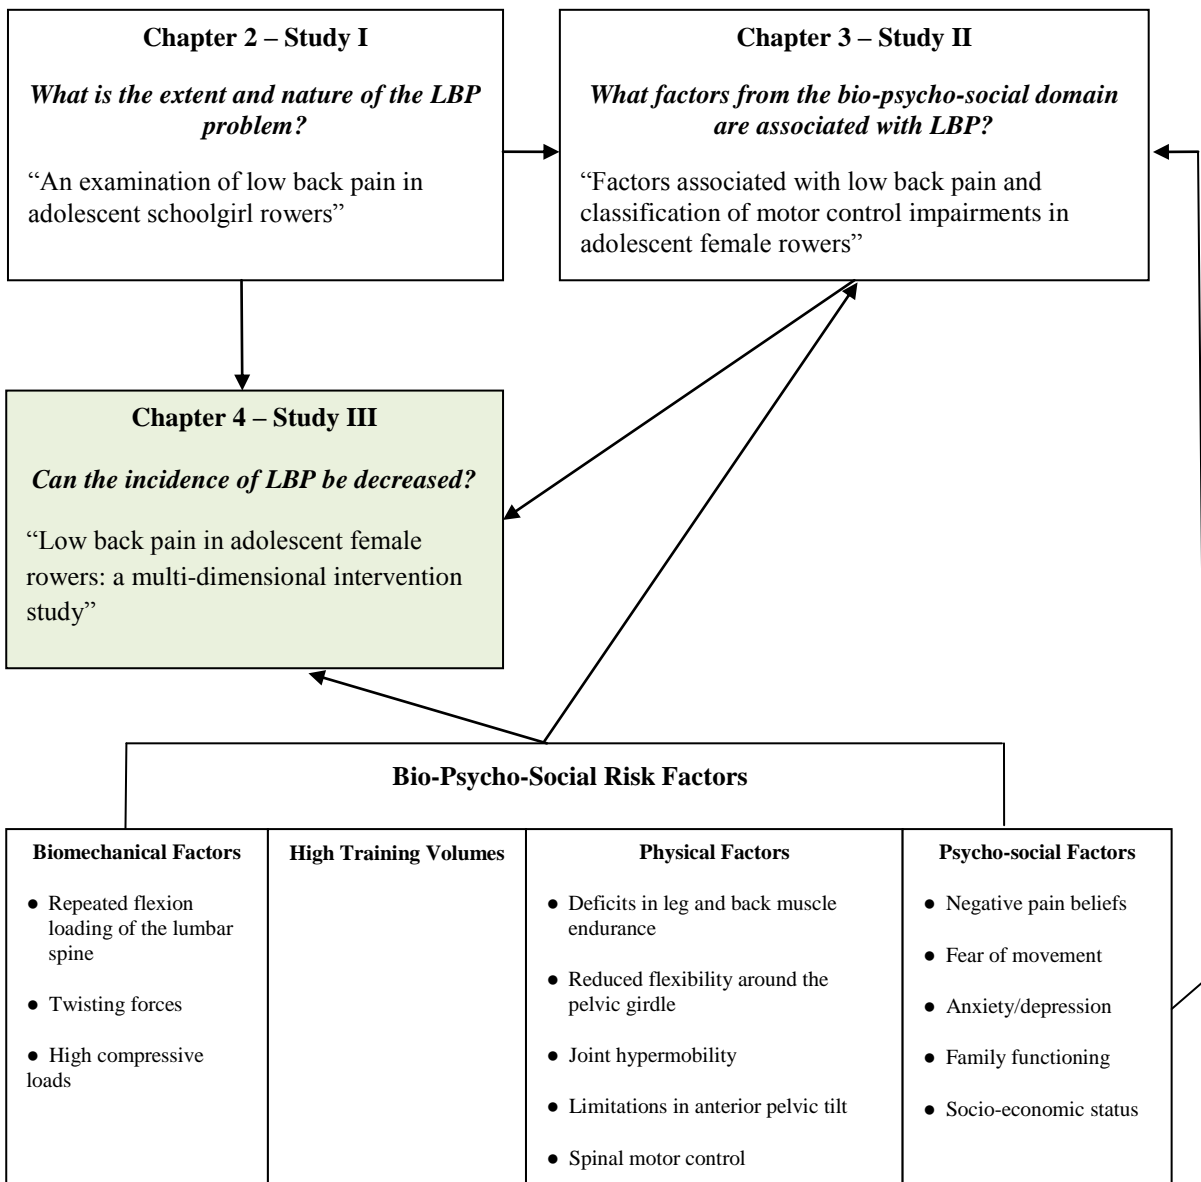 Chapter 2 – Study I
What is the extent and nature of the LBP
problem?
“An examination of low back pain in
adolescent schoolgirl rowers”
Chapter 3 – Study II
What factors from the bio-psycho-social domain
are associated with LBP?
“Factors associated with low back pain and
classification of motor control impairments in
adolescent female rowers”
Chapter 4 – Study III
Can the incidence of LBP be decreased?
“Low back pain in adolescent female
rowers: a multi-dimensional intervention
study”
Bio-Psycho-Social Risk Factors
Biomechanical Factors
● Repeated flexion
loading of the lumbar
spine
● Twisting forces
● High compressive
loads
High Training Volumes
Physical Factors
● Deficits in leg and back muscle
endurance
● Reduced flexibility around the
pelvic girdle
● Joint hypermobility
● Limitations in anterior pelvic tilt
● Spinal motor control
Psycho-social Factors
● Negative pain beliefs
● Fear of movement
● Anxiety/depression
● Family functioning
● Socio-economic status